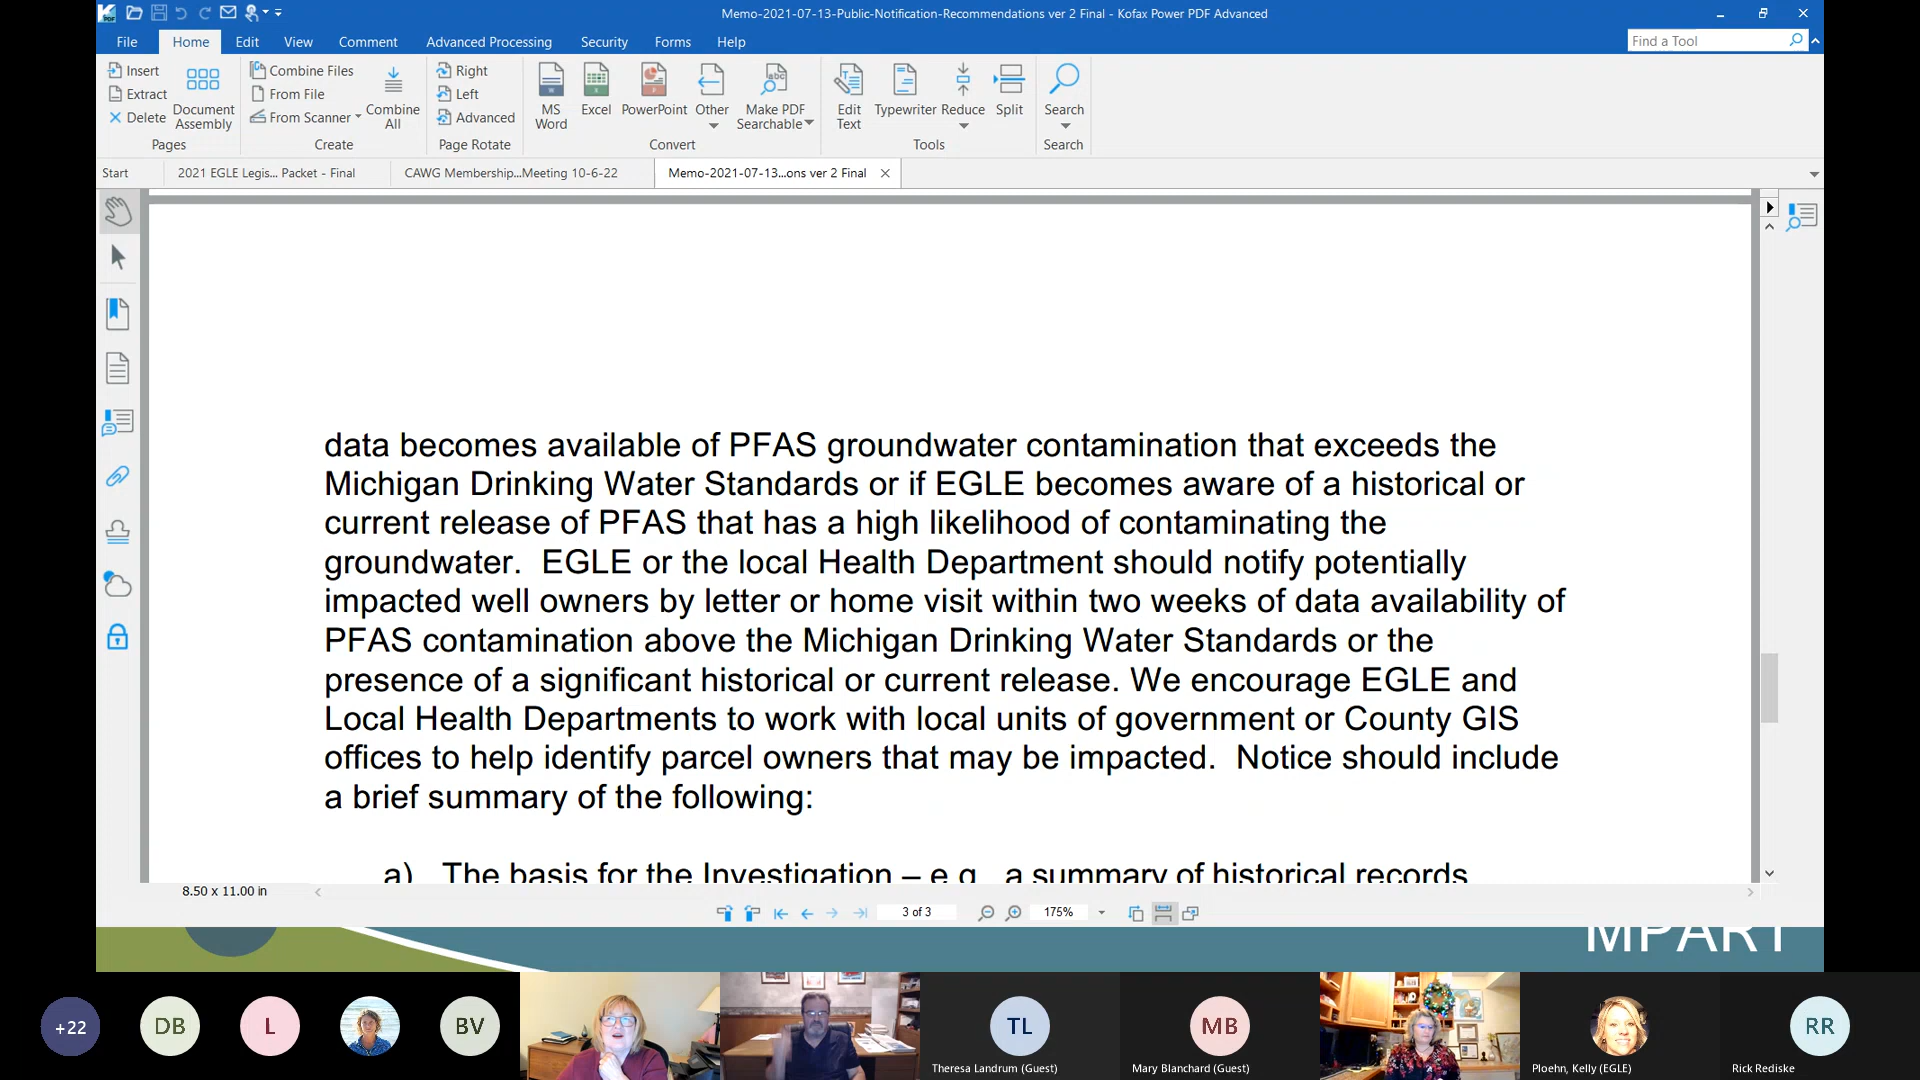 Memo-2021-07-13-Public-Notification-Recommendations ver 2 Final - Kofax Power PDF Advanced
File Home Edit View Comment Advanced Processing Security Forms Help
Find a Tool
Insert
Extract
Delete
Document
Assembly
Pages
Combine Files
From File
From Scanner
Combine
All
Create
Right
Left
Advanced
Page Rotate
MS
Word
Excel
PowerPoint
Other
Make PDF
Searchable
Convert
Edit
Text
Typewriter
Reduce
Split
Tools
Search
Search
Start
2021 EGLE Legis... Packet - Final
CAWG Membership...Meeting 10-6-22
Memo-2021-07-13...ons ver 2 Final
data becomes available of PFAS groundwater contamination that exceeds the
Michigan Drinking Water Standards or if EGLE becomes aware of a historical or
current release of PFAS that has a high likelihood of contaminating the
groundwater.  EGLE or the local Health Department should notify potentially
impacted well owners by letter or home visit within two weeks of data availability of
PFAS contamination above the Michigan Drinking Water Standards or the
presence of a significant historical or current release. We encourage EGLE and
Local Health Departments to work with local units of government or County GIS
offices to help identify parcel owners that may be impacted.  Notice should include
a brief summary of the following:
a) The basis for the Investigation – e.g., a summary of historical records
8.50 x 11.00 in
3 of 3
175%
MPART
+22
DB
L
BV
TL
MB
RR
Theresa Landrum (Guest)
Mary Blanchard (Guest)
Ploehn, Kelly (EGLE)
Rick Rediske